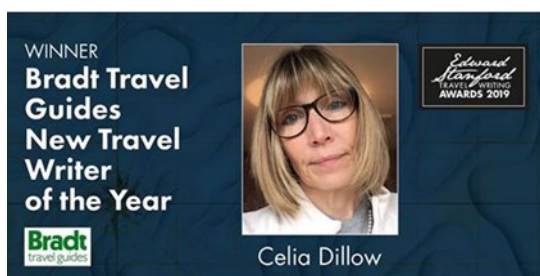 WINNER
Bradt Travel
Guides
New Travel
Writer
of the Year
Bradt
travel guides
Edward
Stanford
TRAVEL WRITING
AWARDS 2019
Celia Dillow